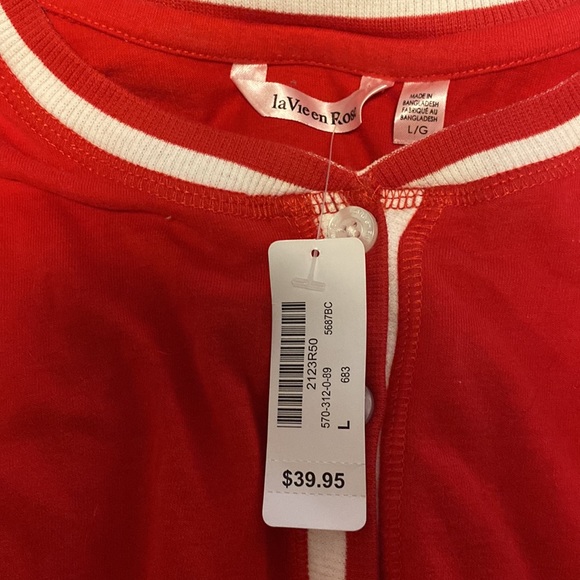 la Vie en Rose
MADE IN
BANGLADESH
FABRIQUÉ AU
BANGLADESH
L/G
5687BC
2123R50
683
570-312-0-89
L
$39.95